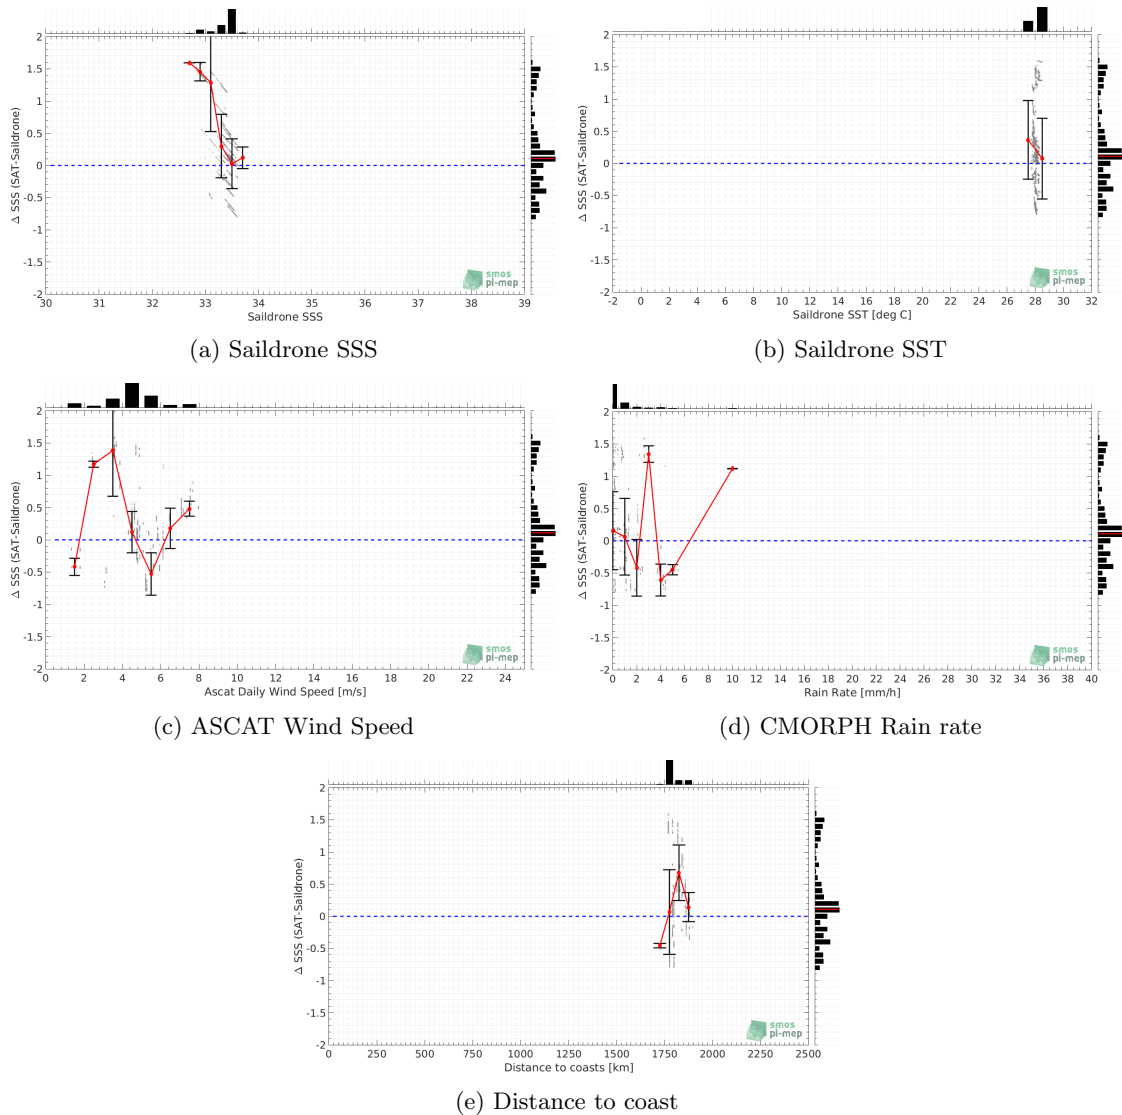 2
1.5
1
0.5
0
-0.5
-1
-1.5
-2
Δ SSS (SAT-Saildrone)
30 31 32 33 34 35 36 37 38 39
Saildrone SSS
smos
pi-mep
(a) Saildrone SSS
2
1.5
1
0.5
0
-0.5
-1
-1.5
-2
Δ SSS (SAT-Saildrone)
-2 0 2 4 6 8 10 12 14 16 18 20 22 24 26 28 30 32
Saildrone SST [deg C]
smos
pi-mep
(b) Saildrone SST
2
1.5
1
0.5
0
-0.5
-1
-1.5
-2
Δ SSS (SAT-Saildrone)
0 2 4 6 8 10 12 14 16 18 20 22 24
Ascat Daily Wind Speed [m/s]
smos
pi-mep
(c) ASCAT Wind Speed
2
1.5
1
0.5
0
-0.5
-1
-1.5
-2
Δ SSS (SAT-Saildrone)
0 2 4 6 8 10 12 14 16 18 20 22 24 26 28 30 32 34 36 38 40
Rain Rate [mm/h]
smos
pi-mep
(d) CMORPH Rain rate
2
1.5
1
0.5
0
-0.5
-1
-1.5
-2
Δ SSS (SAT-Saildrone)
0 250 500 750 1000 1250 1500 1750 2000 2250 2500
Distance to coasts [km]
smos
pi-mep
(e) Distance to coast